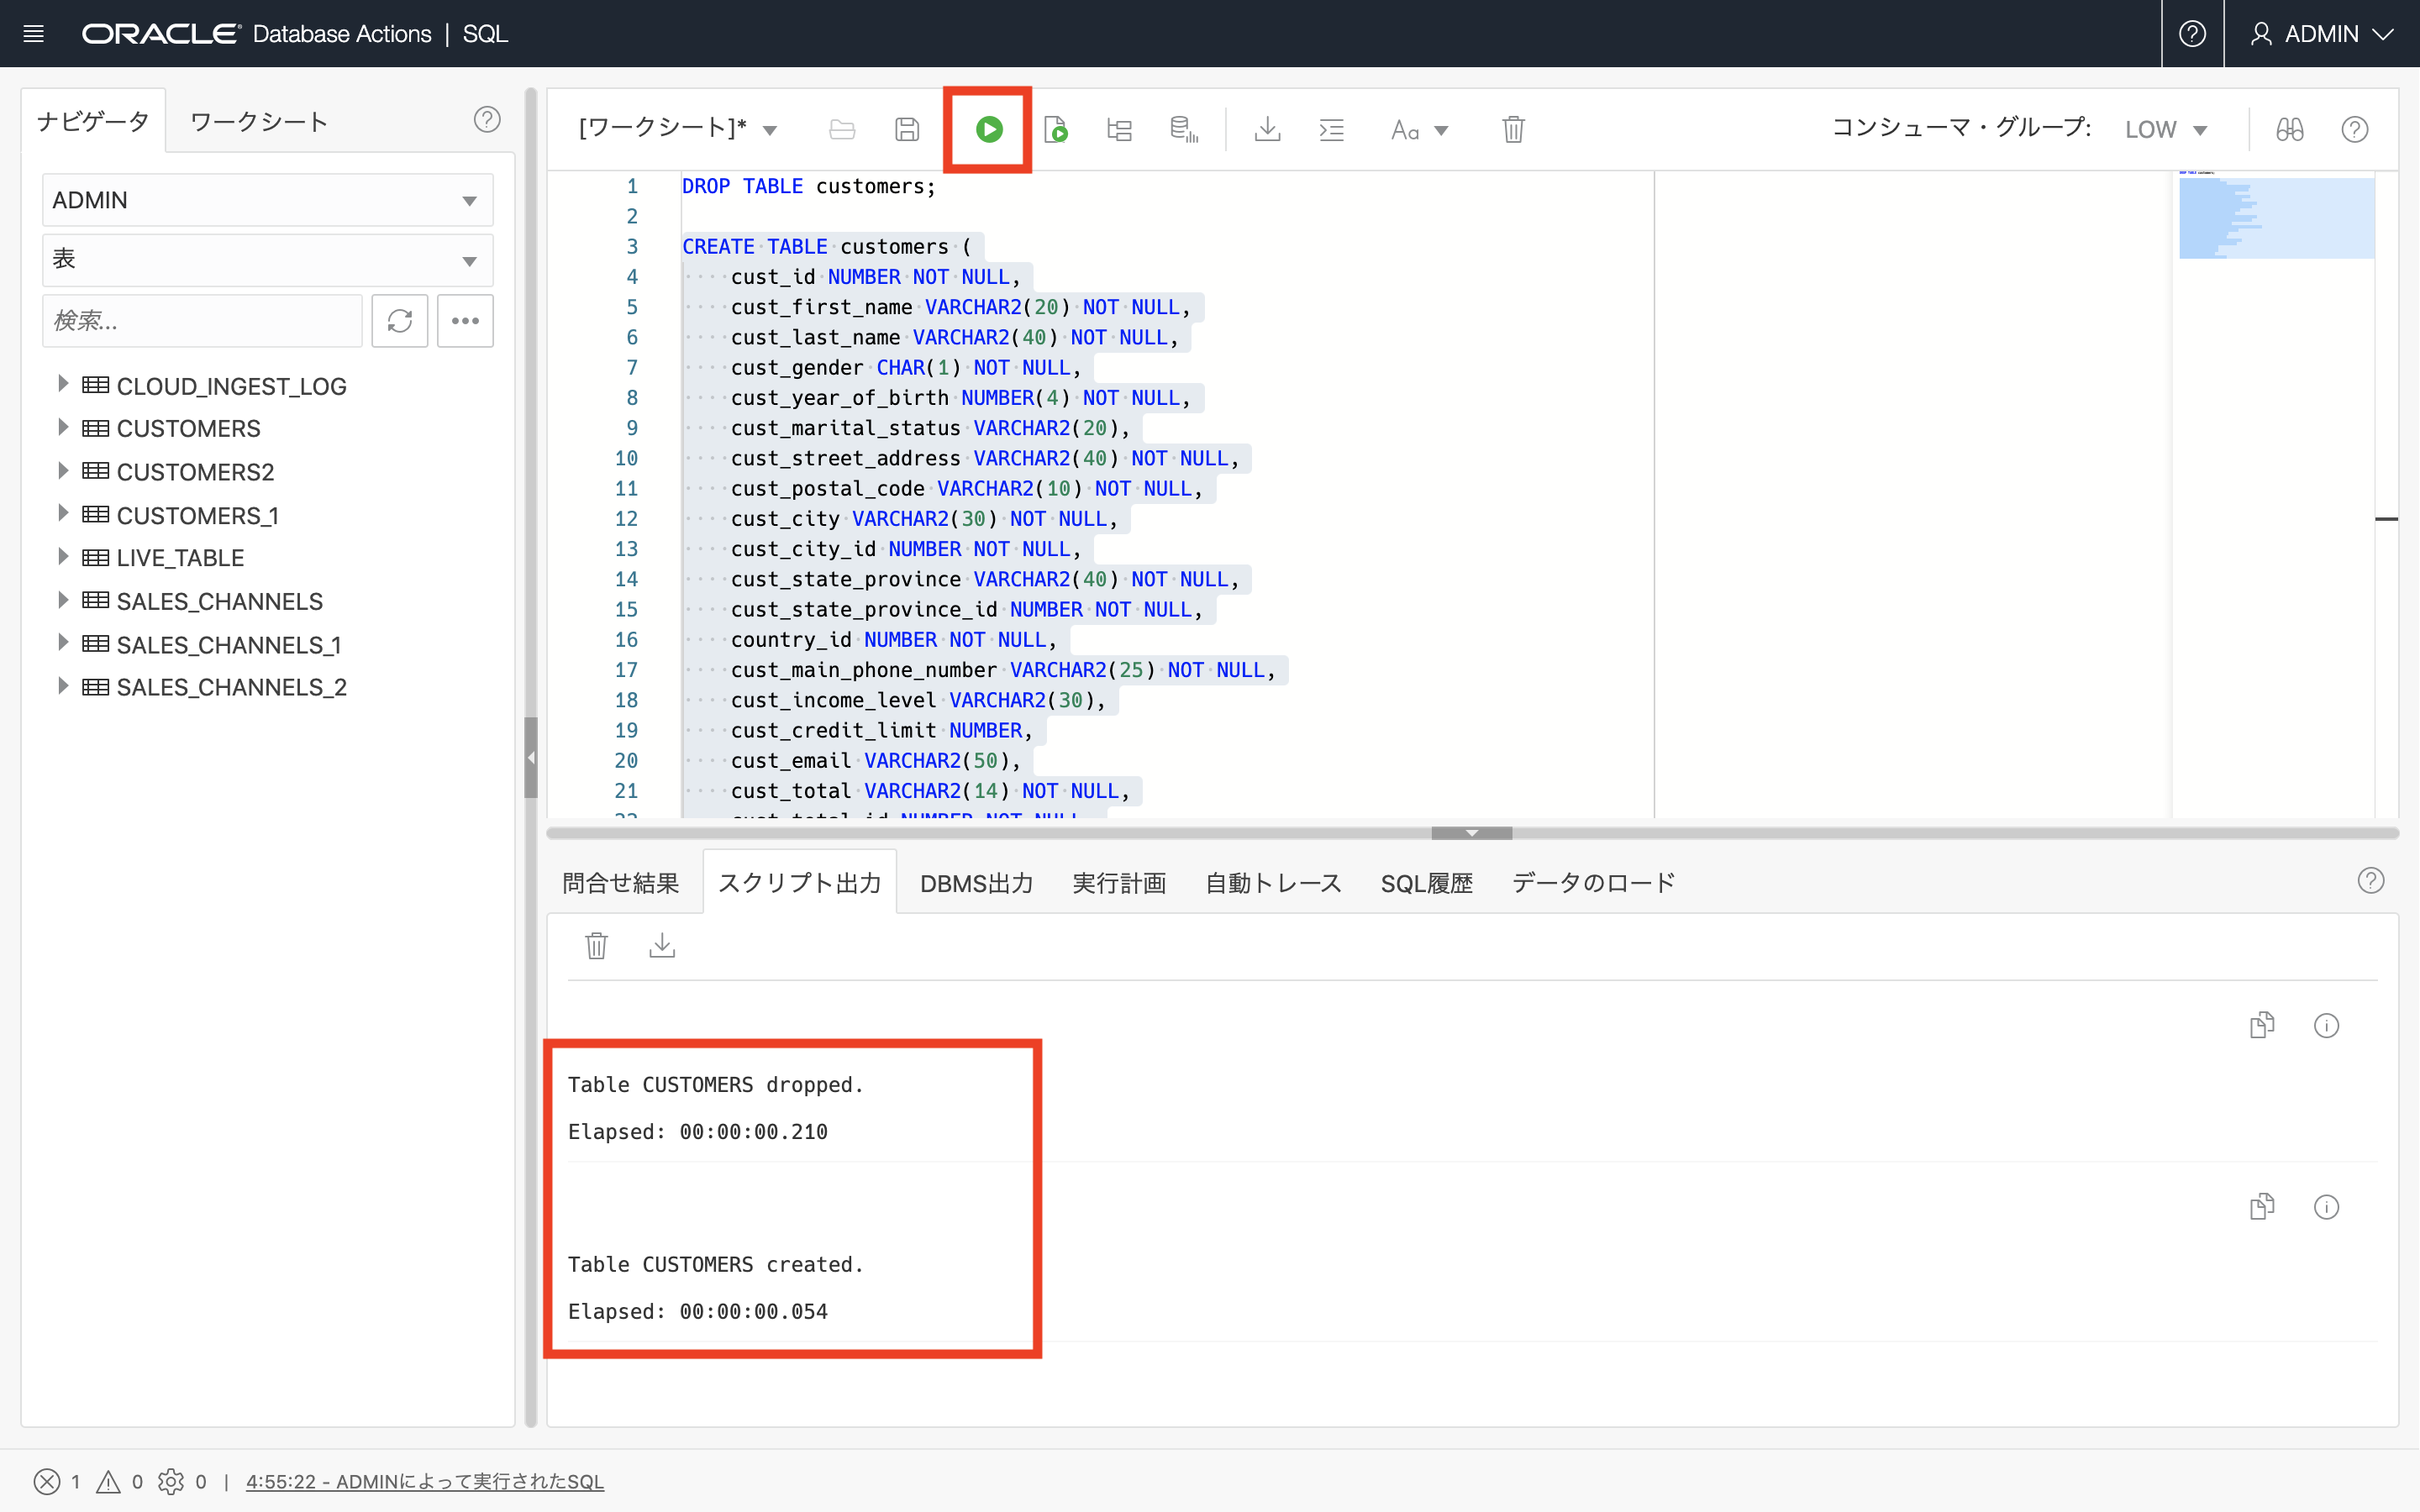 ORACLE Database Actions | SQL
ADMIN
ナビゲータ
ワークシート
ADMIN
表
検索...
CLOUD_INGEST_LOG
CUSTOMERS
CUSTOMERS2
CUSTOMERS_1
LIVE_TABLE
SALES_CHANNELS
SALES_CHANNELS_1
SALES_CHANNELS_2
[ワークシート]*
Aa
コンシューマ・グループ: LOW
1 DROP TABLE customers;
2
3 CREATE TABLE customers (
4 cust_id NUMBER NOT NULL,
5 cust_first_name VARCHAR2(20) NOT NULL,
6 cust_last_name VARCHAR2(40) NOT NULL,
7 cust_gender CHAR(1) NOT NULL,
8 cust_year_of_birth NUMBER(4) NOT NULL,
9 cust_marital_status VARCHAR2(20),
10 cust_street_address VARCHAR2(40) NOT NULL,
11 cust_postal_code VARCHAR2(10) NOT NULL,
12 cust_city VARCHAR2(30) NOT NULL,
13 cust_city_id NUMBER NOT NULL,
14 cust_state_province VARCHAR2(40) NOT NULL,
15 cust_state_province_id NUMBER NOT NULL,
16 country_id NUMBER NOT NULL,
17 cust_main_phone_number VARCHAR2(25) NOT NULL,
18 cust_income_level VARCHAR2(30),
19 cust_credit_limit NUMBER,
20 cust_email VARCHAR2(50),
21 cust_total VARCHAR2(14) NOT NULL,
22 cust_total_id NUMBER NOT NULL
問合せ結果
スクリプト出力
DBMS出力
実行計画
自動トレース
SQL履歴
データのロード
Table CUSTOMERS dropped.
Elapsed: 00:00:00.210
Table CUSTOMERS created.
Elapsed: 00:00:00.054
1 0 0 | 4:55:22 - ADMINによって実行されたSQL